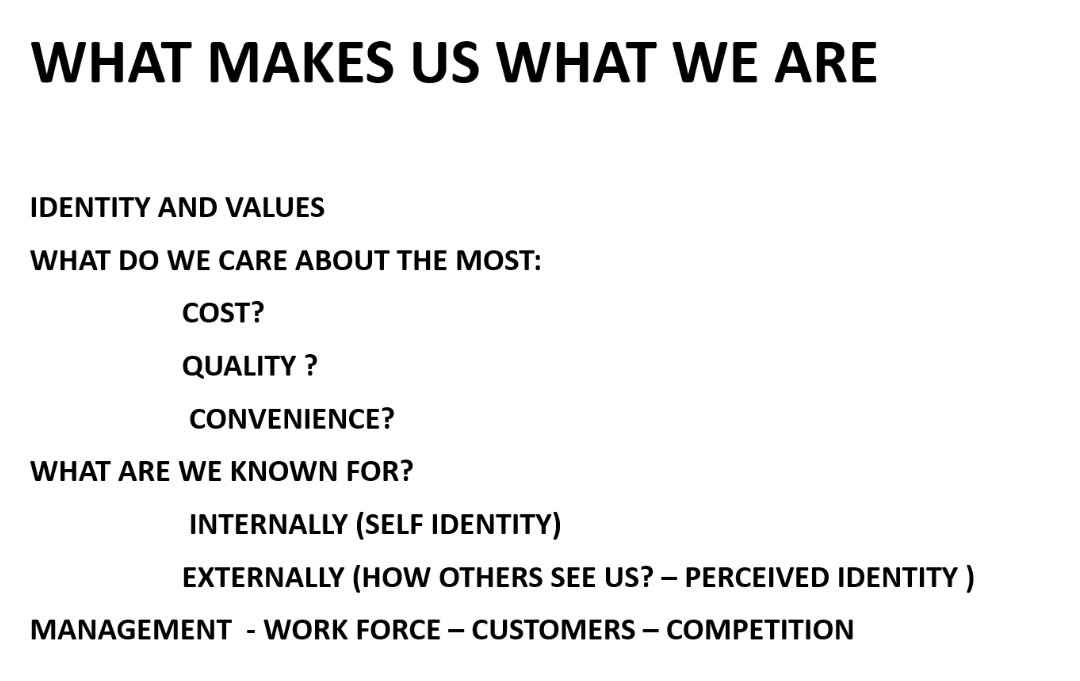 WHAT MAKES US WHAT WE ARE
IDENTITY AND VALUES
WHAT DO WE CARE ABOUT THE MOST:
COST?
QUALITY ?
CONVENIENCE?
WHAT ARE WE KNOWN FOR?
INTERNALLY (SELF IDENTITY)
EXTERNALLY (HOW OTHERS SEE US? – PERCEIVED IDENTITY )
MANAGEMENT  - WORK FORCE – CUSTOMERS – COMPETITION